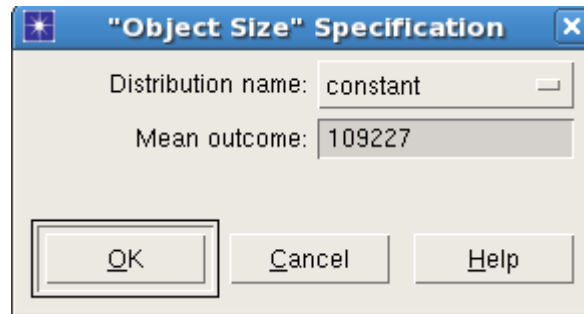 "Object Size" Specification
Distribution name: constant
Mean outcome: 109227
OK Cancel Help